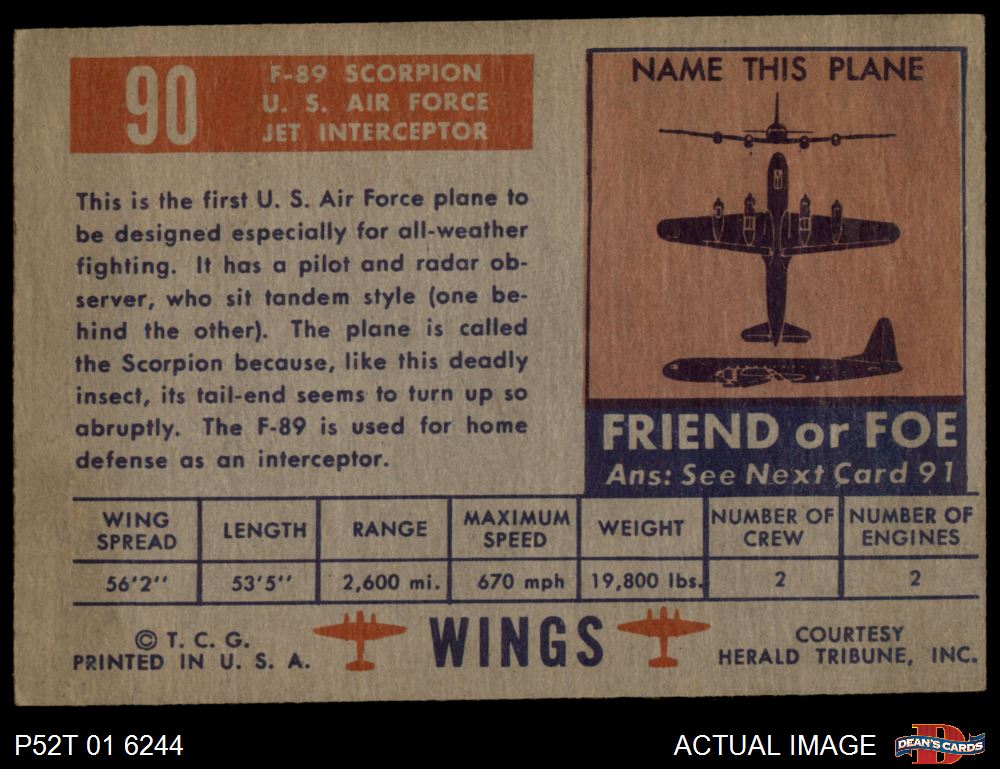 90
F-89 SCORPION
U. S. AIR FORCE
JET INTERCEPTOR
This is the first U. S. Air Force plane to
be designed especially for all-weather
fighting. It has a pilot and radar ob-
server, who sit tandem style (one be-
hind the other). The plane is called
the Scorpion because, like this deadly
insect, its tail-end seems to turn up so
abruptly. The F-89 is used for home
defense as an interceptor.
NAME THIS PLANE
FRIEND or FOE
Ans: See Next Card 91
WING SPREAD
LENGTH
RANGE
MAXIMUM SPEED
WEIGHT
NUMBER OF CREW
NUMBER OF ENGINES
56'2''
53'5''
2,600 mi.
670 mph
19,800 lbs.
2
2
© T. C. G.
PRINTED IN U. S. A.
WINGS
COURTESY
HERALD TRIBUNE, INC.
P52T 01 6244
ACTUAL IMAGE
D
DEAN'S CARDS